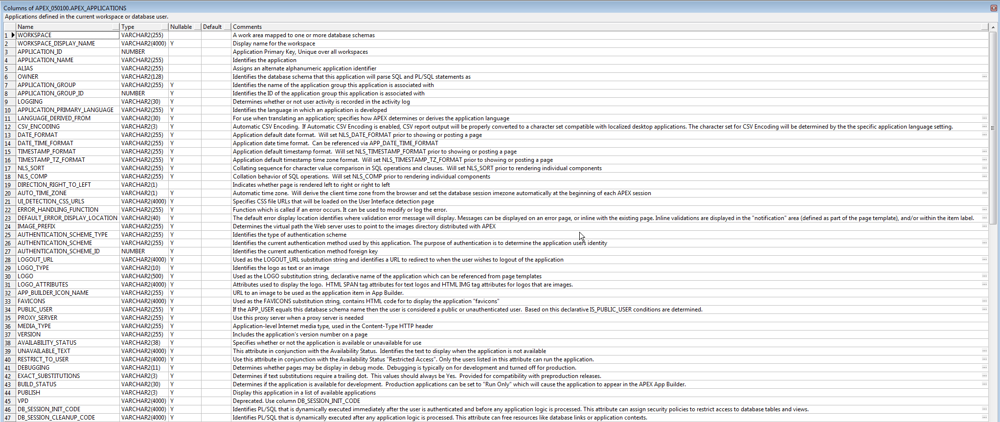 Columns of APEX_050100.APEX_APPLICATIONS
Applications defined in the current workspace or database user.
Name Type Nullable Default Comments
1 WORKSPACE VARCHAR2(255) A work area mapped to one or more database schemas
2 WORKSPACE_DISPLAY_NAME VARCHAR2(4000) Y Display name for the workspace
3 APPLICATION_ID NUMBER Application Primary Key, Unique over all workspaces
4 APPLICATION_NAME VARCHAR2(255) Identifies the application
5 ALIAS VARCHAR2(255) Assigns an alternate alphanumeric application identifier
6 OWNER VARCHAR2(128) Identifies the database schema that this application will parse SQL and PL/SQL statements as ...
7 APPLICATION_GROUP VARCHAR2(255) Y Identifies the name of the application group this application is associated with
8 APPLICATION_GROUP_ID NUMBER Y Identifies the ID of the application group this application is associated with
9 LOGGING VARCHAR2(30) Y Determines whether or not user activity is recorded in the activity log
10 APPLICATION_PRIMARY_LANGUAGE VARCHAR2(255) Y Identifies the language in which an application is developed
11 LANGUAGE_DERIVED_FROM VARCHAR2(30) Y For use when translating an application; specifies how APEX determines or derives the application language ...
12 CSV_ENCODING VARCHAR2(3) Y Automatic CSV Encoding. If Automatic CSV Encoding is enabled, CSV report output will be properly converted to a character set compatible with localized desktop applications. The character set for CSV Encoding will be determined by the the specific application language setting. ...
13 DATE_FORMAT VARCHAR2(255) Y Application default date format. Will set NLS_DATE_FORMAT prior to showing or posting a page ...
14 DATE_TIME_FORMAT VARCHAR2(255) Y Application date time format. Can be referenced via APP_DATE_TIME_FORMAT
15 TIMESTAMP_FORMAT VARCHAR2(255) Y Application default timestamp format. Will set NLS_TIMESTAMP_FORMAT prior to showing or posting a page ...
16 TIMESTAMP_TZ_FORMAT VARCHAR2(255) Y Application default timestamp time zone format. Will set NLS_TIMESTAMP_TZ_FORMAT prior to showing or posting a page ...
17 NLS_SORT VARCHAR2(255) Y Collating sequence for character value comparison in SQL operations and clauses. Will set NLS_SORT prior to rendering individual components ...
18 NLS_COMP VARCHAR2(255) Y Collation behavior of SQL operations. Will set NLS_COMP prior to rendering individual components ...
19 DIRECTION_RIGHT_TO_LEFT VARCHAR2(1) Indicates whether page is rendered left to right or right to left
20 AUTO_TIME_ZONE VARCHAR2(1) Y Automatic time zone. Will derive the client time zone from the browser and set the database session imezone automatically at the beginning of each APEX session ...
21 UI_DETECTION_CSS_URLS VARCHAR2(4000) Y Specifies CSS file URLs that will be loaded on the User Interface detection page
22 ERROR_HANDLING_FUNCTION VARCHAR2(255) Y Function which is called if an error occurs. It can be used to modify or log the error. ...
23 DEFAULT_ERROR_DISPLAY_LOCATION VARCHAR2(40) Y The default error display location identifies where validation error message will display. Messages can be displayed on an error page, or inline with the existing page. Inline validations are displayed in the "notification" area (defined as part of the page template), and/or within the item label. ...
24 IMAGE_PREFIX VARCHAR2(255) Y Determines the virtual path the Web server uses to point to the images directory distributed with APEX ...
25 AUTHENTICATION_SCHEME_TYPE VARCHAR2(255) Y Identifies the type of authentication scheme
26 AUTHENTICATION_SCHEME VARCHAR2(255) Y Identifies the current authentication method used by this application. The purpose of authentication is to determine the application users identity ...
27 AUTHENTICATION_SCHEME_ID NUMBER Y Identifies the current authentication method foreign key
28 LOGOUT_URL VARCHAR2(4000) Y Used as the LOGOUT_URL substitution string and identifies a URL to redirect to when the user wishes to logout of the application ...
29 LOGO_TYPE VARCHAR2(10) Y Identifies the logo as text or an image
30 LOGO VARCHAR2(500) Y Used as the LOGO substitution string, declarative name of the application which can be referenced from page templates ...
31 LOGO_ATTRIBUTES VARCHAR2(4000) Y Attributes used to display the logo. HTML SPAN tag attributes for text logos and HTML IMG tag attributes for logos that are images. ...
32 APP_BUILDER_ICON_NAME VARCHAR2(255) Y URL to an image to be used as the application item in App Builder.
33 FAVICONS VARCHAR2(4000) Y Used as the FAVICONS substitution string, contains HTML code for to display the application "favicons" ...
34 PUBLIC_USER VARCHAR2(255) Y If the APP_USER equals this database schema name then the user is considered a public or unauthenticated user. Based on this declarative IS_PUBLIC_USER conditions are determined. ...
35 PROXY_SERVER VARCHAR2(255) Y Use this proxy server when a proxy server is needed
36 MEDIA_TYPE VARCHAR2(255) Y Application-level Internet media type, used in the Content-Type HTTP header
37 VERSION VARCHAR2(255) Y Includes the application's version number on a page
38 AVAILABILITY_STATUS VARCHAR2(38) Y Specifies whether or not the application is available or unavailable for use
39 UNAVAILABLE_TEXT VARCHAR2(4000) Y This attribute in conjunction with the Availability Status. Identifies the text to display when the application is not available ...
40 RESTRICT_TO_USER VARCHAR2(4000) Y Use this attribute in conjunction with the Availability Status "Restricted Access". Only the users listed in this attribute can run the application. ...
41 DEBUGGING VARCHAR2(11) Y Determines whether pages may be display in debug mode. Debugging is typically on for development and turned off for production. ...
42 EXACT_SUBSTITUTIONS VARCHAR2(3) Y Determines if text substitutions require a trailing dot. This values should always be Yes. Provided for compatibility with preproduction releases. ...
43 BUILD_STATUS VARCHAR2(30) Y Determines if the application is available for development. Production applications can be set to "Run Only" which will cause the application to appear in the APEX App Builder. ...
44 PUBLISH VARCHAR2(3) Y Display this application in a list of available applications
45 VPD VARCHAR2(4000) Y Deprecated. Use column DB_SESSION_INIT_CODE
46 DB_SESSION_INIT_CODE VARCHAR2(4000) Y Identifies PL/SQL that is dynamically executed immediately after the user is authenticated and before any application logic is processed. This attribute can assign security policies to restrict access to database tables and views. ...
47 DB_SESSION_CLEANUP_CODE VARCHAR2(4000) Y Identifies PL/SQL that is dynamically executed after any application logic is processed. This attribute can free resources like database links or application contexts. ...